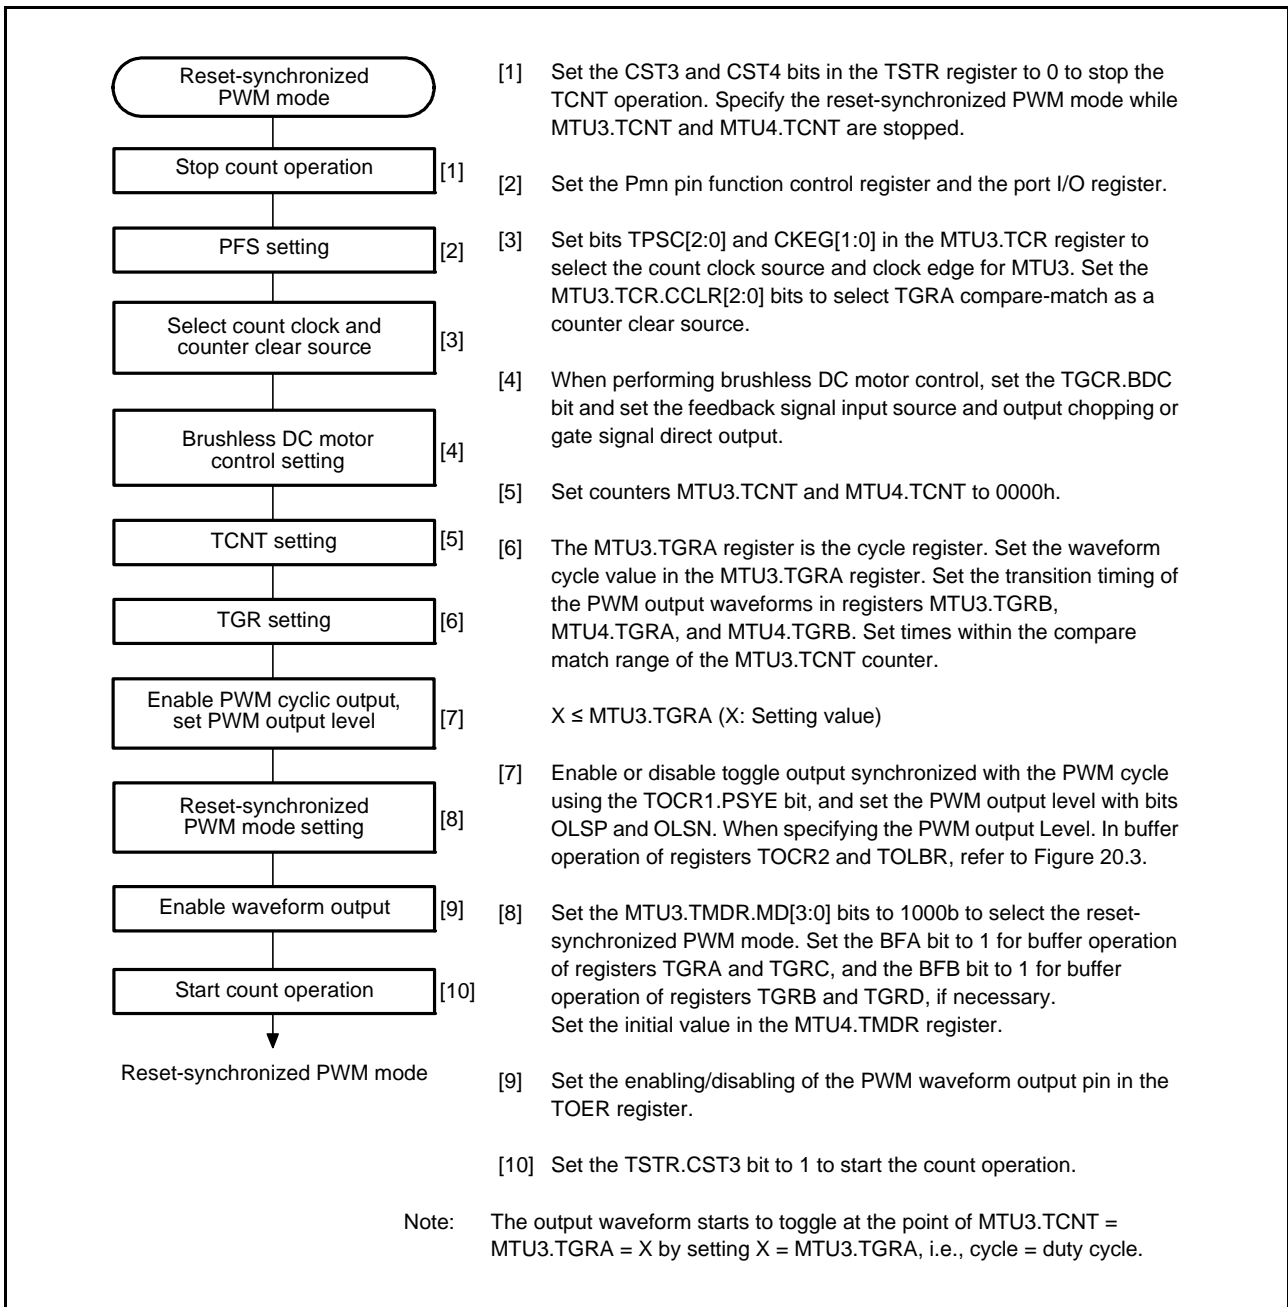 Reset-synchronized
PWM mode
Stop count operation
[1]
PFS setting
[2]
Select count clock and
counter clear source
[3]
Brushless DC motor
control setting
[4]
TCNT setting
[5]
TGR setting
[6]
Enable PWM cyclic output,
set PWM output level
[7]
Reset-synchronized
PWM mode setting
[8]
Enable waveform output
[9]
Start count operation
[10]
Reset-synchronized PWM mode
[1] Set the CST3 and CST4 bits in the TSTR register to 0 to stop the
TCNT operation. Specify the reset-synchronized PWM mode while
MTU3.TCNT and MTU4.TCNT are stopped.
[2] Set the Pmn pin function control register and the port I/O register.
[3] Set bits TPSC[2:0] and CKEG[1:0] in the MTU3.TCR register to
select the count clock source and clock edge for MTU3. Set the
MTU3.TCR.CCLR[2:0] bits to select TGRA compare-match as a
counter clear source.
[4] When performing brushless DC motor control, set the TGCR.BDC
bit and set the feedback signal input source and output chopping or
gate signal direct output.
[5] Set counters MTU3.TCNT and MTU4.TCNT to 0000h.
[6] The MTU3.TGRA register is the cycle register. Set the waveform
cycle value in the MTU3.TGRA register. Set the transition timing of
the PWM output waveforms in registers MTU3.TGRB,
MTU4.TGRA, and MTU4.TGRB. Set times within the compare
match range of the MTU3.TCNT counter.
X ≤ MTU3.TGRA (X: Setting value)
[7] Enable or disable toggle output synchronized with the PWM cycle
using the TOCR1.PSYE bit, and set the PWM output level with bits
OLSP and OLSN. When specifying the PWM output Level. In buffer
operation of registers TOCR2 and TOLBR, refer to Figure 20.3.
[8] Set the MTU3.TMDR.MD[3:0] bits to 1000b to select the reset-
synchronized PWM mode. Set the BFA bit to 1 for buffer operation
of registers TGRA and TGRC, and the BFB bit to 1 for buffer
operation of registers TGRB and TGRD, if necessary.
Set the initial value in the MTU4.TMDR register.
[9] Set the enabling/disabling of the PWM waveform output pin in the
TOER register.
[10] Set the TSTR.CST3 bit to 1 to start the count operation.
Note: The output waveform starts to toggle at the point of MTU3.TCNT =
MTU3.TGRA = X by setting X = MTU3.TGRA, i.e., cycle = duty cycle.